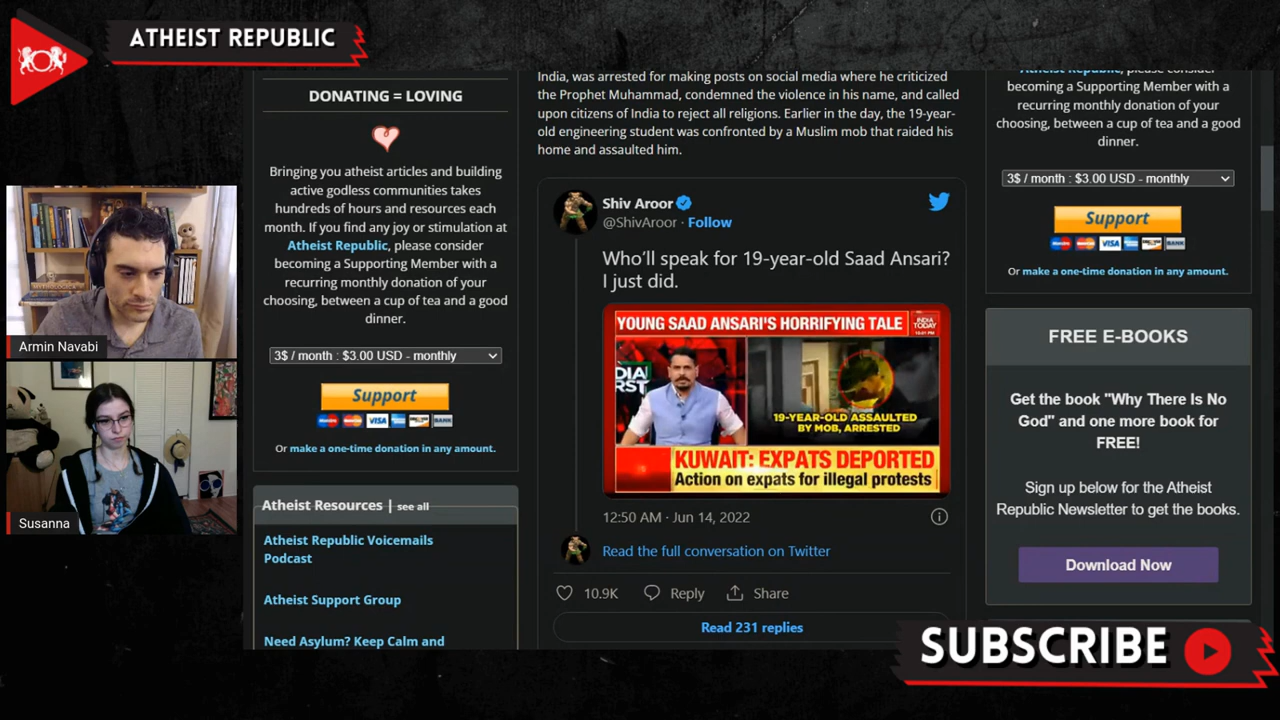 ATHEIST REPUBLIC
Armin Navabi
Susanna
DONATING = LOVING
Bringing you atheist articles and building
active godless communities takes
hundreds of hours and resources each
month. If you find any joy or stimulation at
Atheist Republic, please consider
becoming a Supporting Member with a
recurring monthly donation of your
choosing, between a cup of tea and a good
dinner.
3$ / month : $3.00 USD - monthly
Support
VISA
BANK
Or make a one-time donation in any amount.
Atheist Resources | see all
Atheist Republic Voicemails
Podcast
Atheist Support Group
Need Asylum? Keep Calm and
India, was arrested for making posts on social media where he criticized
the Prophet Muhammad, condemned the violence in his name, and called
upon citizens of India to reject all religions. Earlier in the day, the 19-year-
old engineering student was confronted by a Muslim mob that raided his
home and assaulted him.
Shiv Aroor
@ShivAroor · Follow
Who'll speak for 19-year-old Saad Ansari?
I just did.
YOUNG SAAD ANSARI'S HORRIFYING TALE
INDIA
TODAY
19-YEAR-OLD ASSAULTED
BY MOB, ARRESTED
KUWAIT: EXPATS DEPORTED
Action on expats for illegal protests
12:50 AM · Jun 14, 2022
Read the full conversation on Twitter
10.9K Reply Share
Read 231 replies
Atheist Republic, please consider
becoming a Supporting Member with a
recurring monthly donation of your
choosing, between a cup of tea and a good
dinner.
3$ / month : $3.00 USD - monthly
Support
VISA
BANK
Or make a one-time donation in any amount.
FREE E-BOOKS
Get the book "Why There Is No
God" and one more book for
FREE!
Sign up below for the Atheist
Republic Newsletter to get the books.
Download Now
SUBSCRIBE